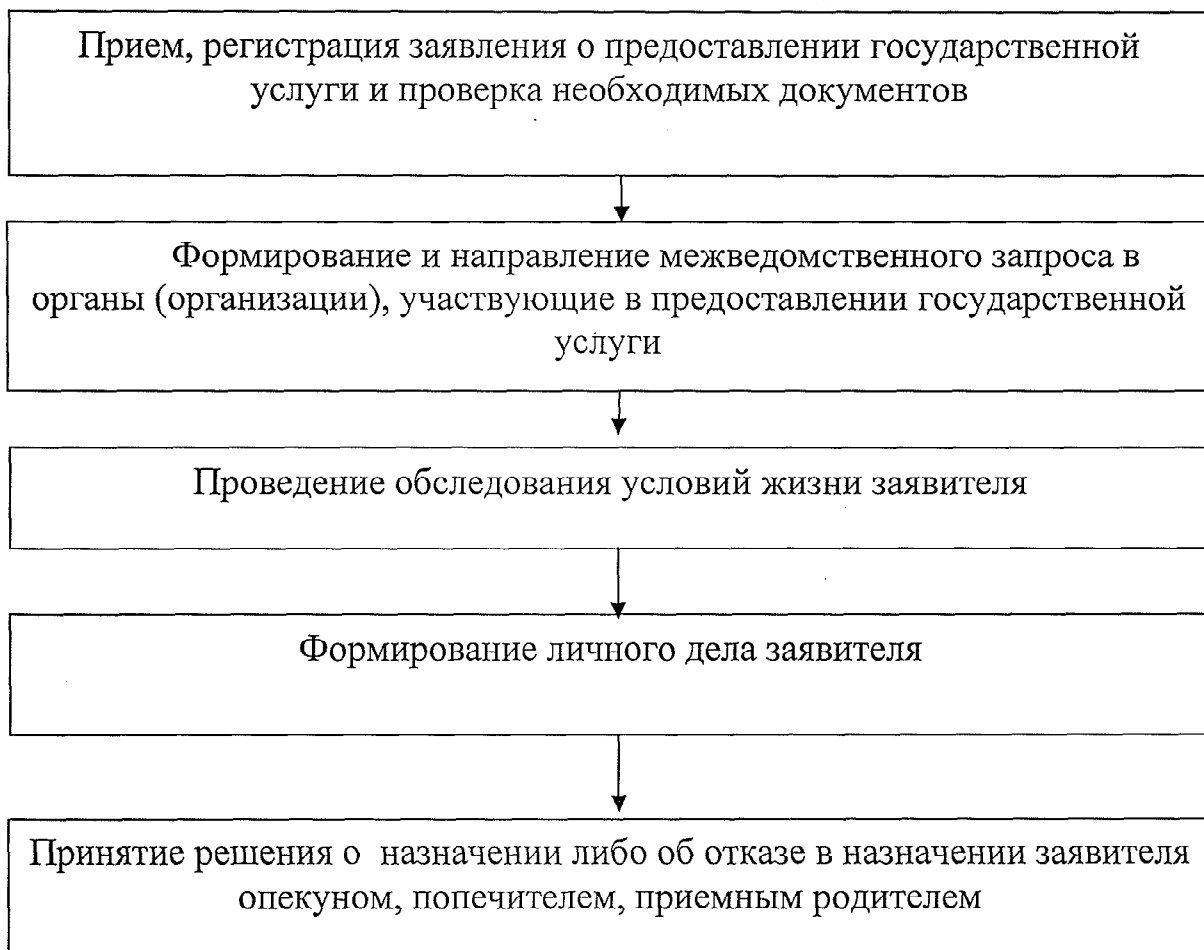 Прием, регистрация заявления о предоставлении государственной
услуги и проверка необходимых документов
Формирование и направление межведомственного запроса в
органы (организации), участвующие в предоставлении государственной
услуги
Проведение обследования условий жизни заявителя
Формирование личного дела заявителя
Принятие решения о назначении либо об отказе в назначении заявителя
опекуном, попечителем, приемным родителем